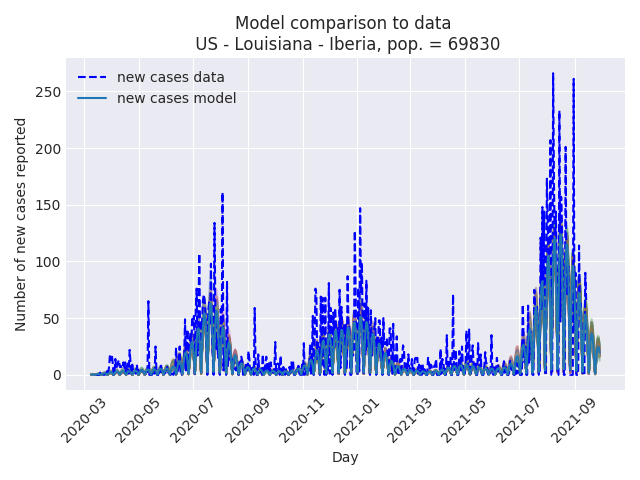 Model comparison to data
US - Louisiana - Iberia, pop. = 69830
new cases data
new cases model
Number of new cases reported
250
200
150
100
50
0
2020-03
2020-05
2020-07
2020-09
2020-11
2021-01
2021-03
2021-05
2021-07
2021-09
Day